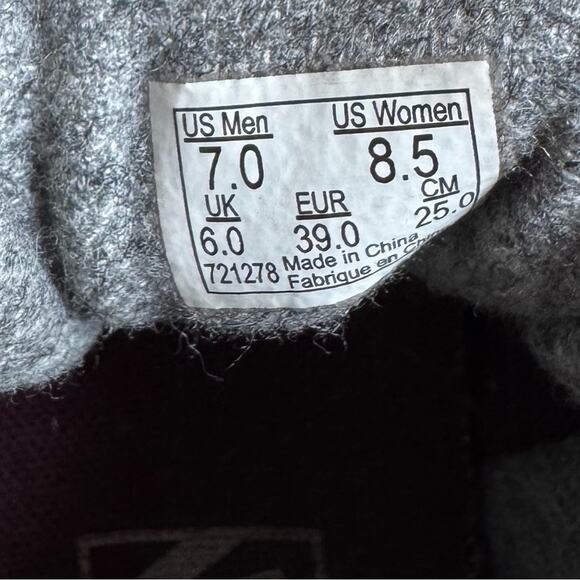 US Men US Women
7.0 8.5
UK EUR CM
6.0 39.0 25.0
721278 Made in China
Fabrique en